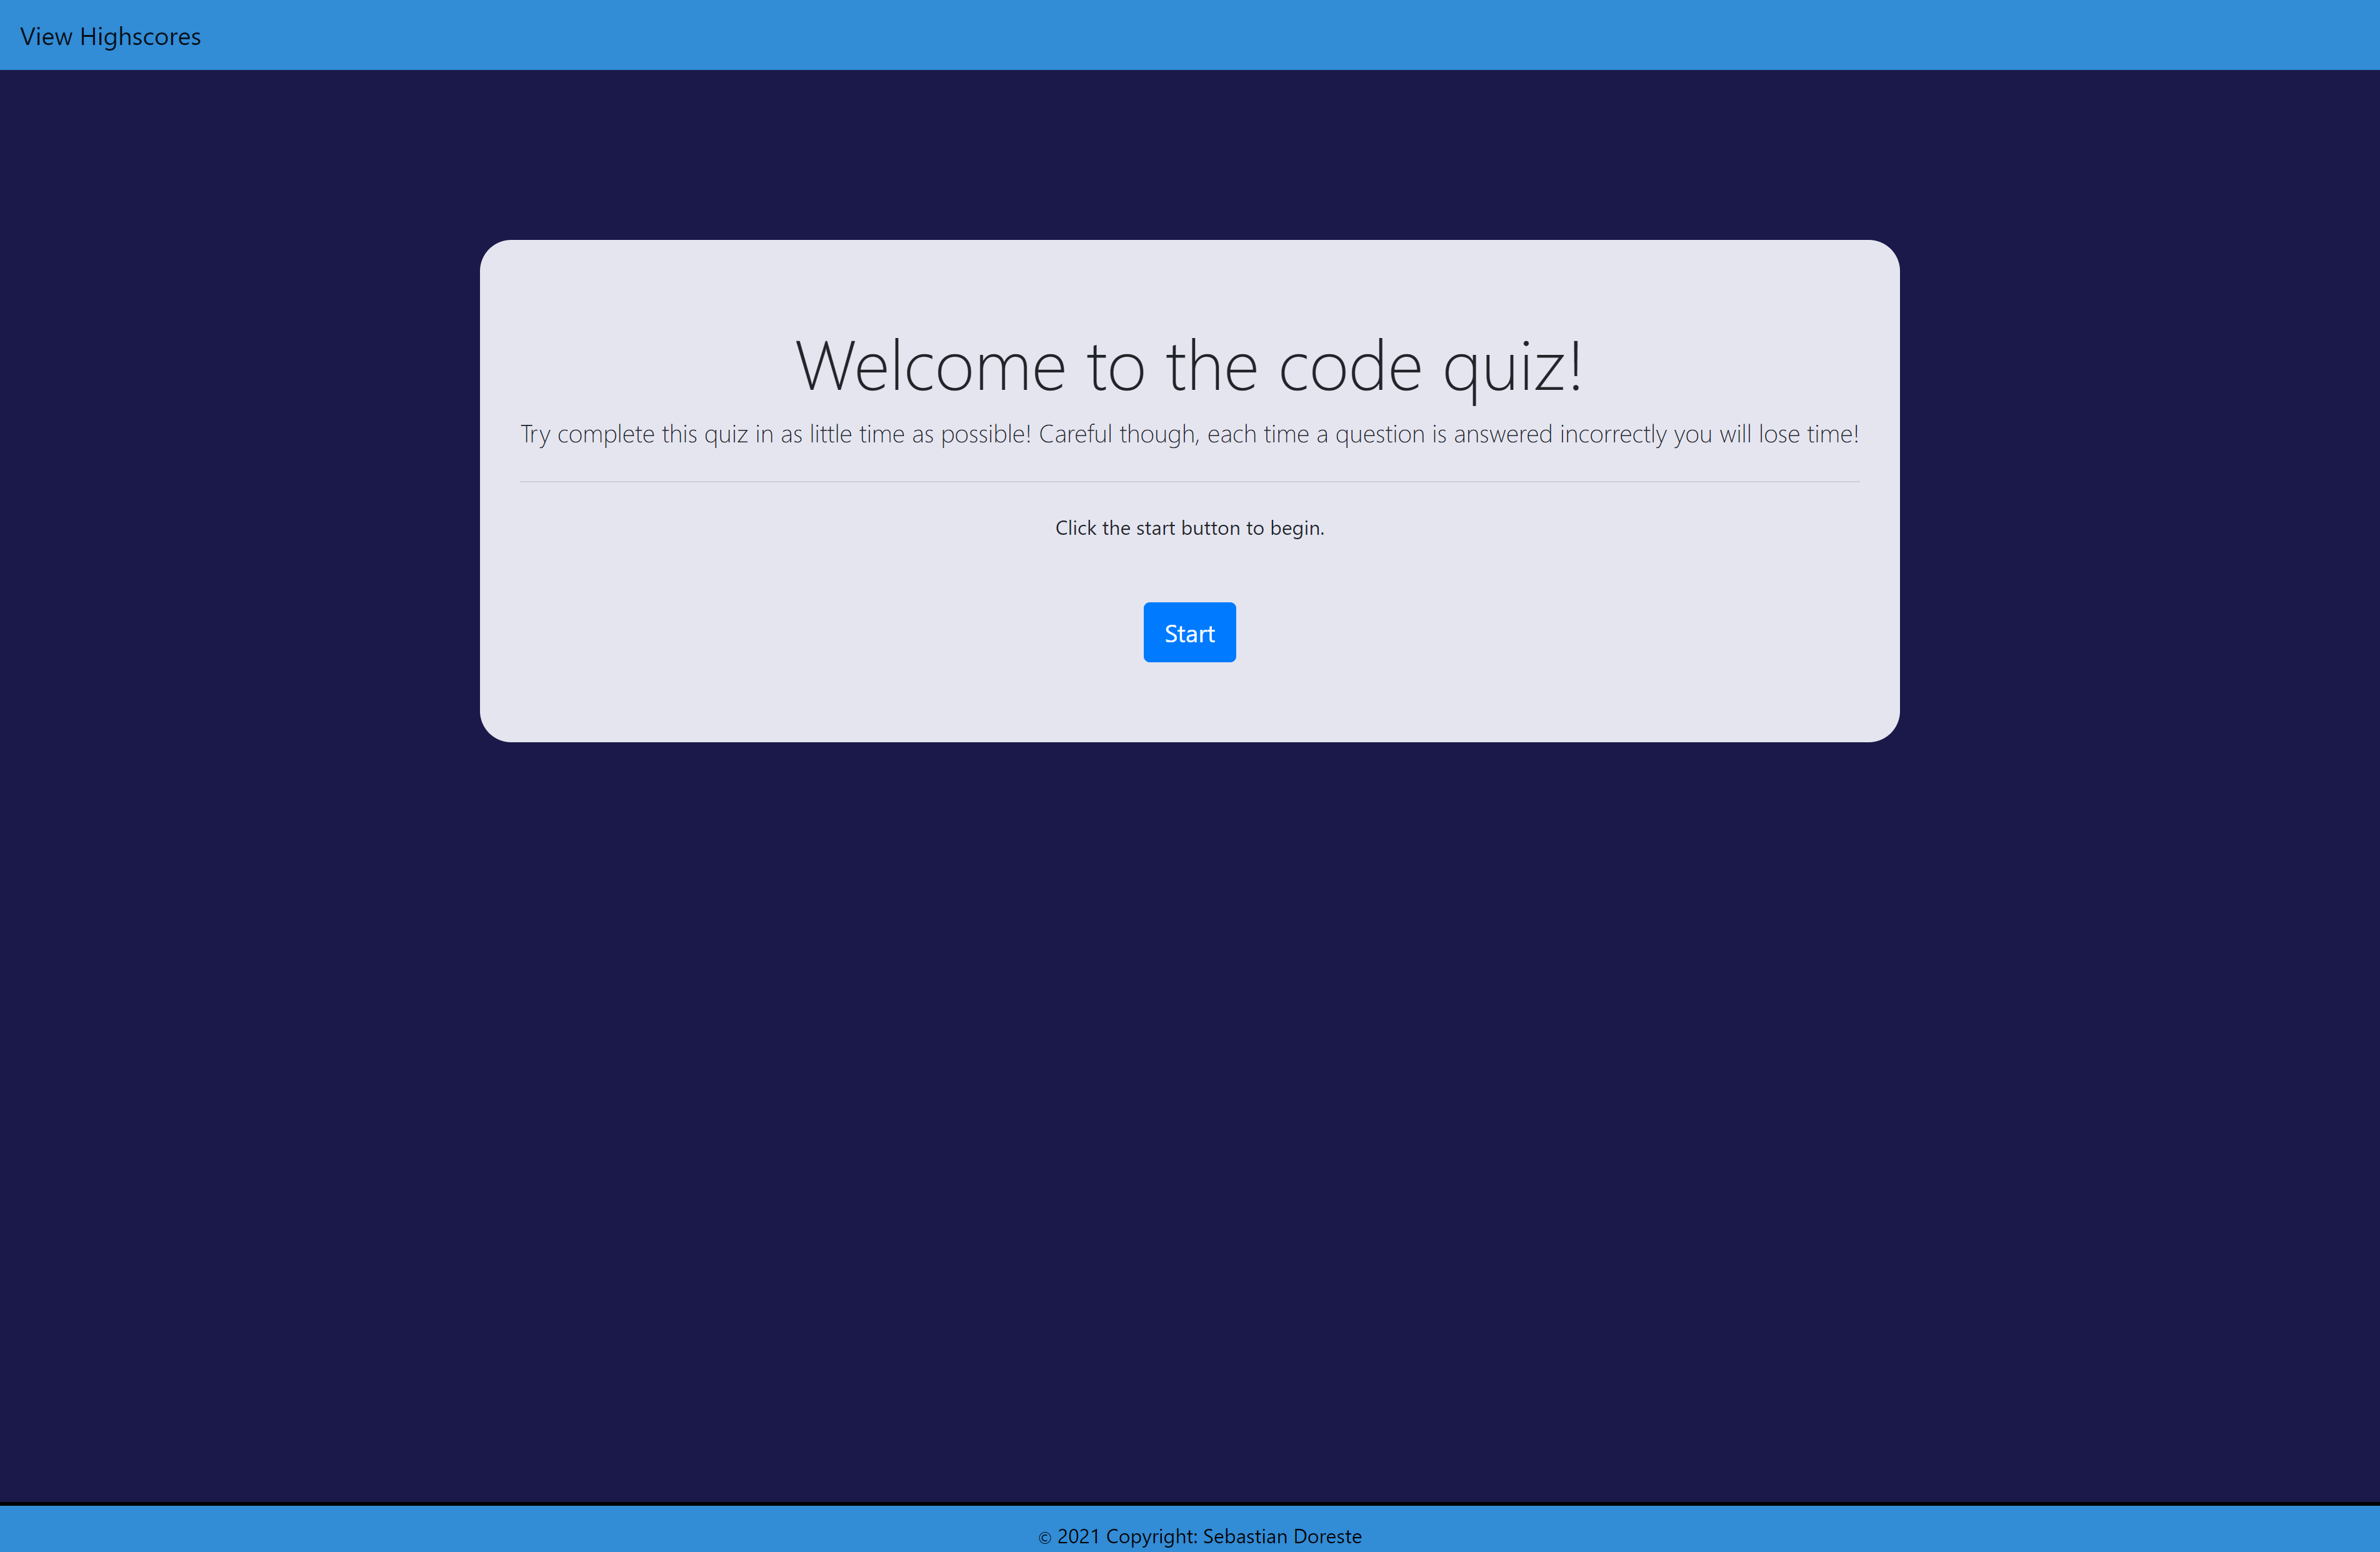 View Highscores
Welcome to the code quiz!
Try complete this quiz in as little time as possible! Careful though, each time a question is answered incorrectly you will lose time!
Click the start button to begin.
Start
© 2021 Copyright: Sebastian Doreste